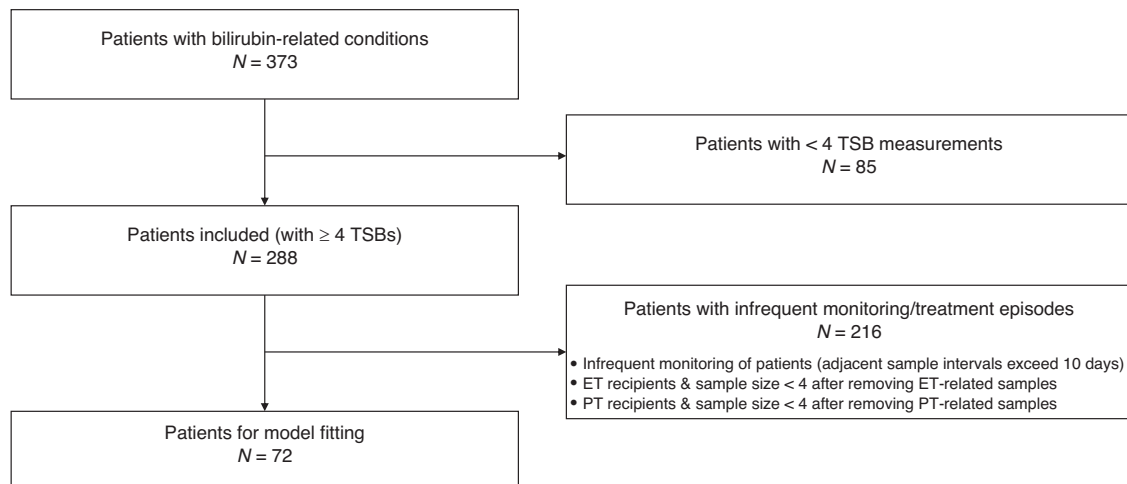 Patients with bilirubin-related conditions
N = 373
Patients with < 4 TSB measurements
N = 85
Patients included (with ≥ 4 TSBs)
N = 288
Patients with infrequent monitoring/treatment episodes
N = 216
• Infrequent monitoring of patients (adjacent sample intervals exceed 10 days)
• ET recipients & sample size < 4 after removing ET-related samples
• PT recipients & sample size < 4 after removing PT-related samples
Patients for model fitting
N = 72